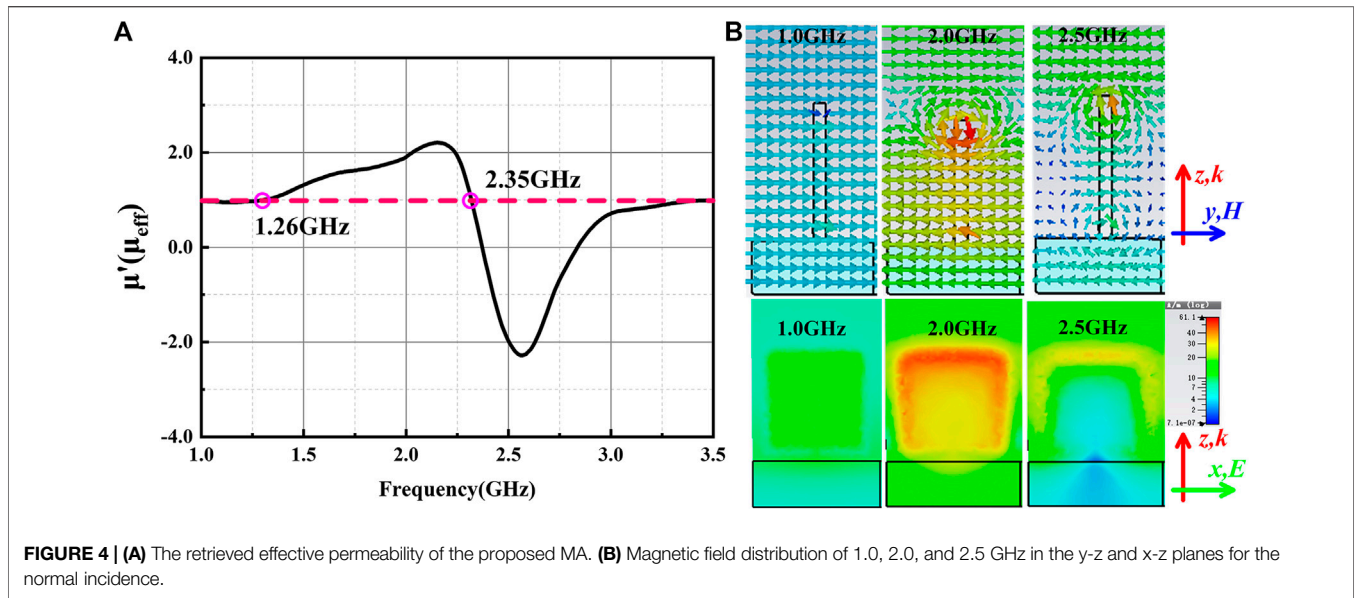 A
4.0
2.0
0.0
-2.0
-4.0
μ'(μeff)
2.35GHz
1.26GHz
1.0 1.5 2.0 2.5 3.0 3.5
Frequency(GHz)
B
1.0GHz 2.0GHz 2.5GHz
z,k
y,H
1.0GHz 2.0GHz 2.5GHz
A/m (log)
61.1
40
30
20
10
7
4
2
7.1e-07
z,k
x,E
FIGURE 4 | (A) The retrieved effective permeability of the proposed MA. (B) Magnetic field distribution of 1.0, 2.0, and 2.5 GHz in the y-z and x-z planes for the
normal incidence.